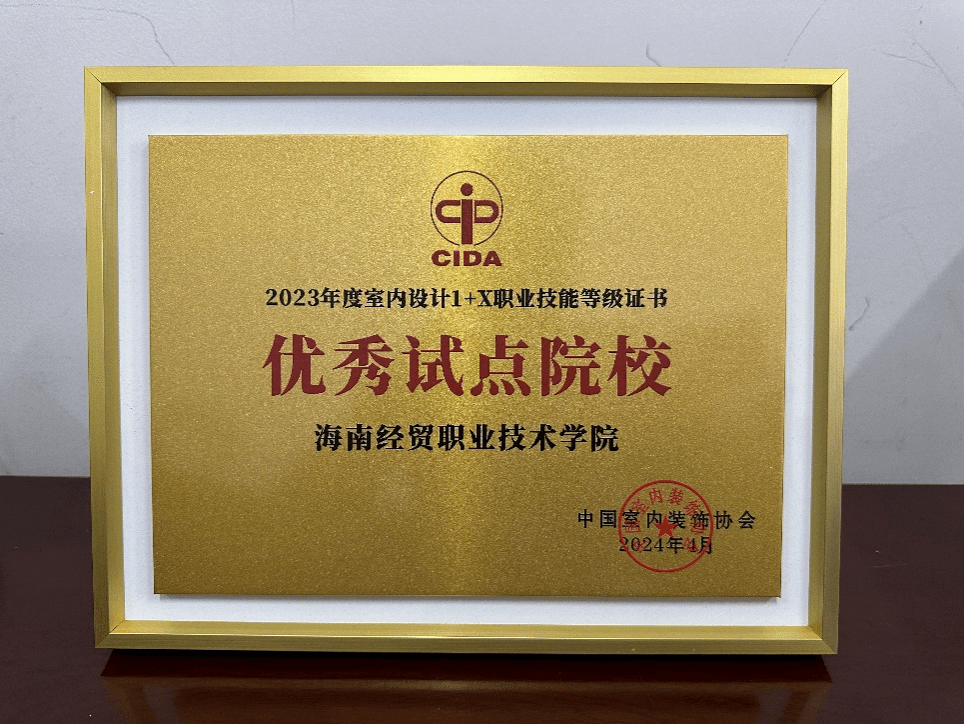 CIDA
2023年度室内设计1+X职业技能等级证书
优秀试点院校
海南经贸职业技术学院
中国室内装饰协会
2024年4月